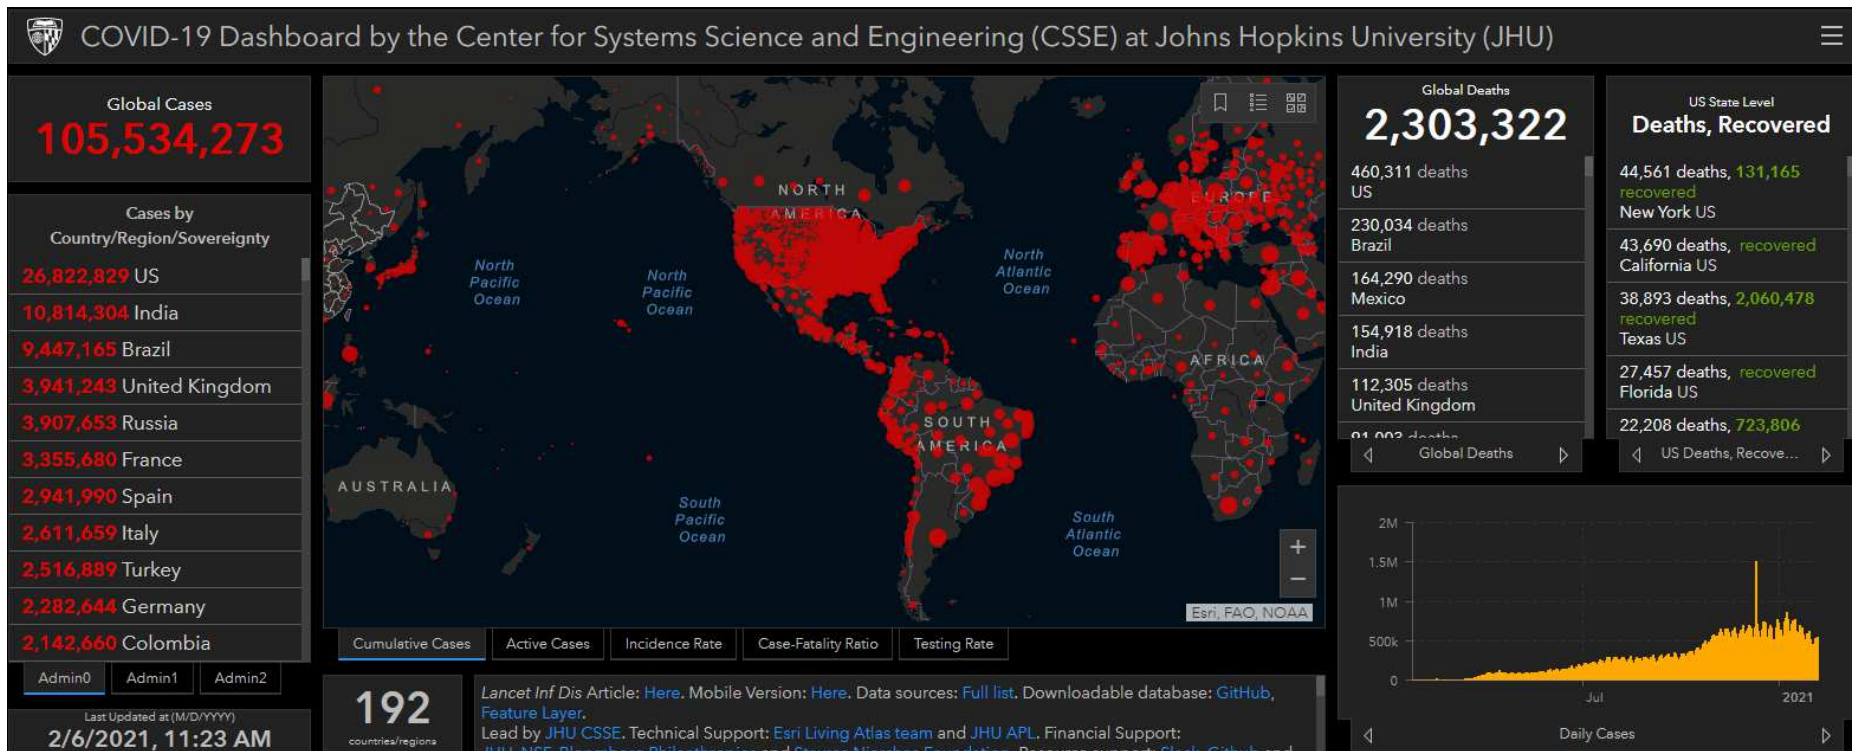 COVID-19 Dashboard by the Center for Systems Science and Engineering (CSSE) at Johns Hopkins University (JHU)
Global Cases
105,534,273
Cases by
Country/Region/Sovereignty
26,822,829 US
10,814,304 India
9,447,165 Brazil
3,941,243 United Kingdom
3,907,653 Russia
3,355,680 France
2,941,990 Spain
2,611,659 Italy
2,516,889 Turkey
2,282,644 Germany
2,142,660 Colombia
Admin0 Admin1 Admin2
Last Updated at (M/D/YYYY)
2/6/2021, 11:23 AM
NORTH
AMERICA
EUROPE
North
Pacific
Ocean
North
Pacific
Ocean
North
Atlantic
Ocean
AFRICA
SOUTH
AMERICA
AUSTRALIA
South
Pacific
Ocean
South
Atlantic
Ocean
+
−
Esri, FAO, NOAA
Cumulative Cases Active Cases Incidence Rate Case-Fatality Ratio Testing Rate
192
countries/regions
Lancet Inf Dis Article: Here. Mobile Version: Here. Data sources: Full list. Downloadable database: GitHub,
Feature Layer.
Lead by JHU CSSE. Technical Support: Esri Living Atlas team and JHU APL. Financial Support:
Global Deaths
2,303,322
460,311 deaths
US
230,034 deaths
Brazil
164,290 deaths
Mexico
154,918 deaths
India
112,305 deaths
United Kingdom
Global Deaths
US State Level
Deaths, Recovered
44,561 deaths, 131,165
recovered
New York US
43,690 deaths, recovered
California US
38,893 deaths, 2,060,478
recovered
Texas US
27,457 deaths, recovered
Florida US
22,208 deaths, 723,806
US Deaths, Recove...
2M
1.5M
1M
500k
0
Jul 2021
Daily Cases